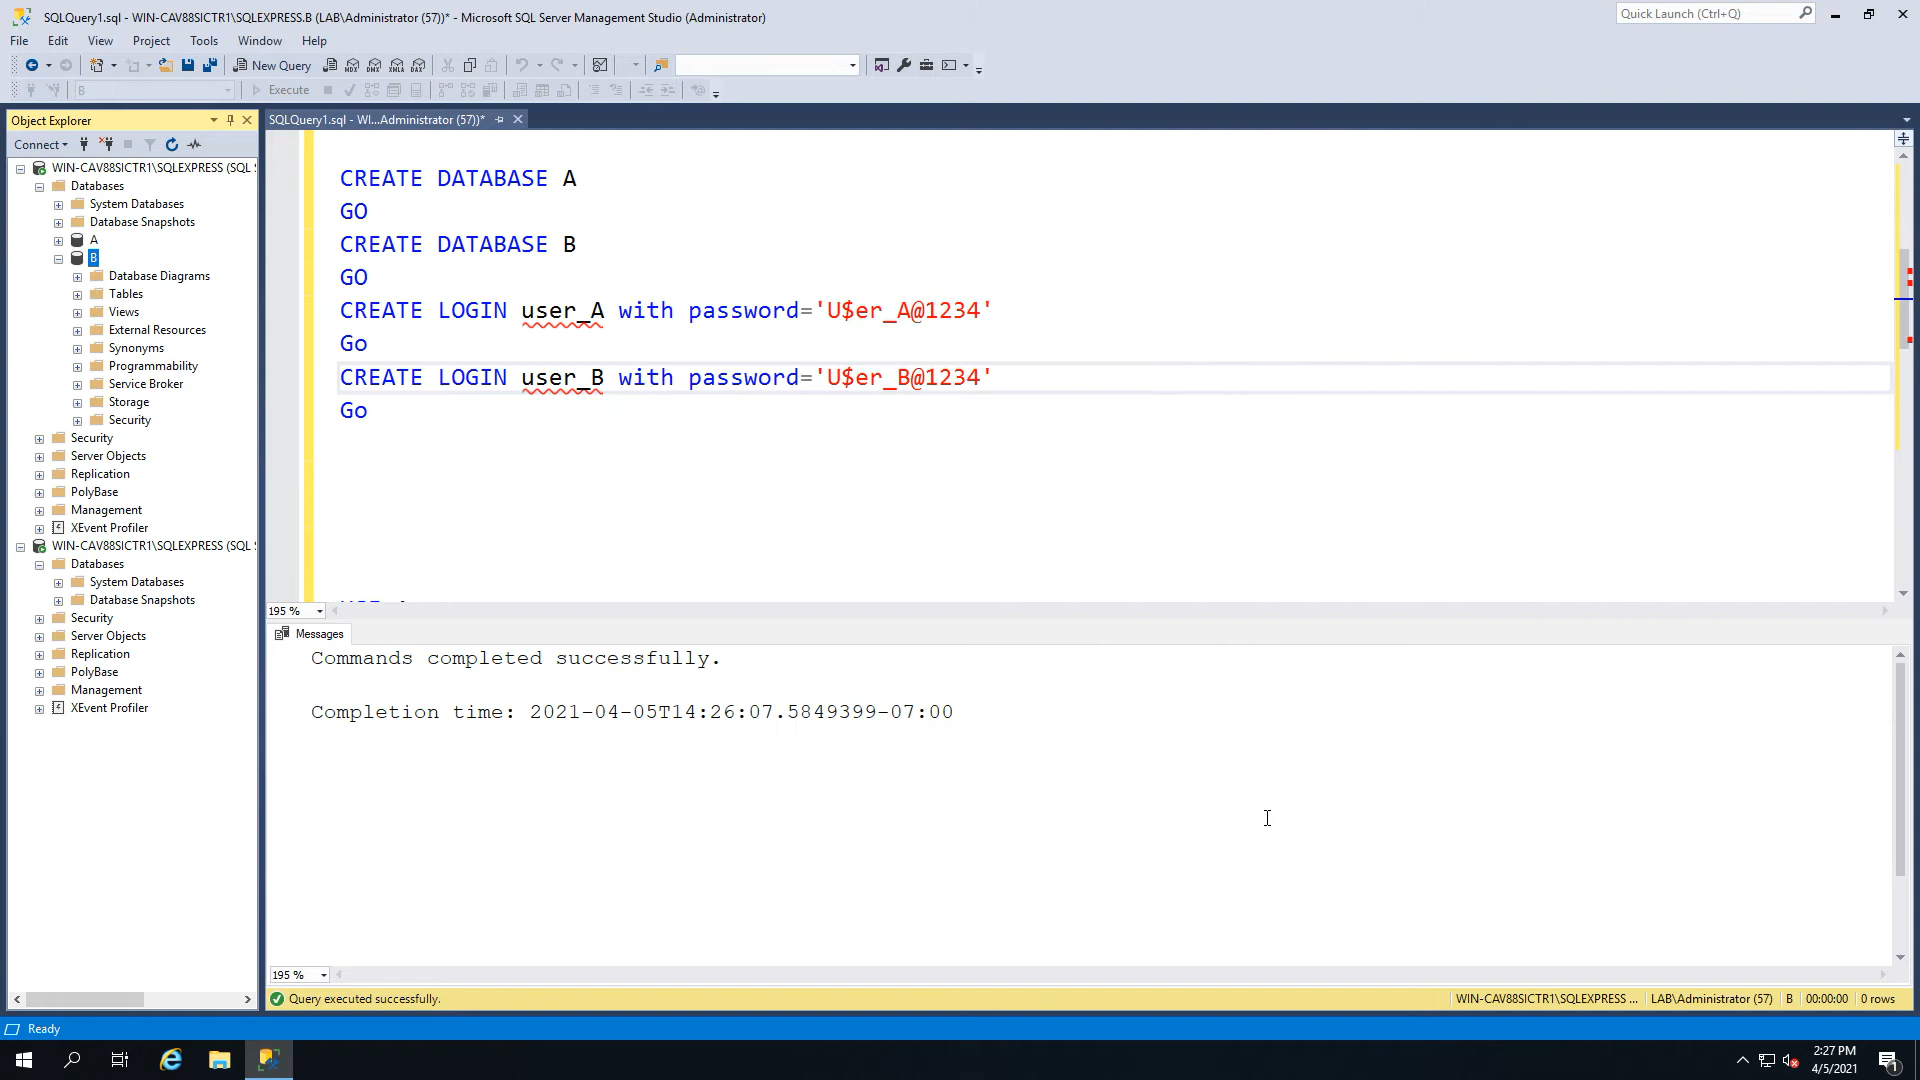 SQLQuery1.sql - WIN-CAV88SICTR1\SQLEXPRESS.B (LAB\Administrator (57))* - Microsoft SQL Server Management Studio (Administrator)
Quick Launch (Ctrl+Q)
File Edit View Project Tools Window Help
New Query
MDX DMX XMLA DAX
B
Execute
Object Explorer
Connect
WIN-CAV88SICTR1\SQLEXPRESS (SQL S
Databases
System Databases
Database Snapshots
A
B
Database Diagrams
Tables
Views
External Resources
Synonyms
Programmability
Service Broker
Storage
Security
Security
Server Objects
Replication
PolyBase
Management
XEvent Profiler
WIN-CAV88SICTR1\SQLEXPRESS (SQL S
Databases
System Databases
Database Snapshots
Security
Server Objects
Replication
PolyBase
Management
XEvent Profiler
SQLQuery1.sql - WI...Administrator (57))*
CREATE DATABASE A
GO
CREATE DATABASE B
GO
CREATE LOGIN user_A with password='U$er_A@1234'
Go
CREATE LOGIN user_B with password='U$er_B@1234'
Go
195 %
Messages
Commands completed successfully.
Completion time: 2021-04-05T14:26:07.5849399-07:00
195 %
Query executed successfully.
WIN-CAV88SICTR1\SQLEXPRESS ... LAB\Administrator (57) B 00:00:00 0 rows
Ready
2:27 PM
4/5/2021
1